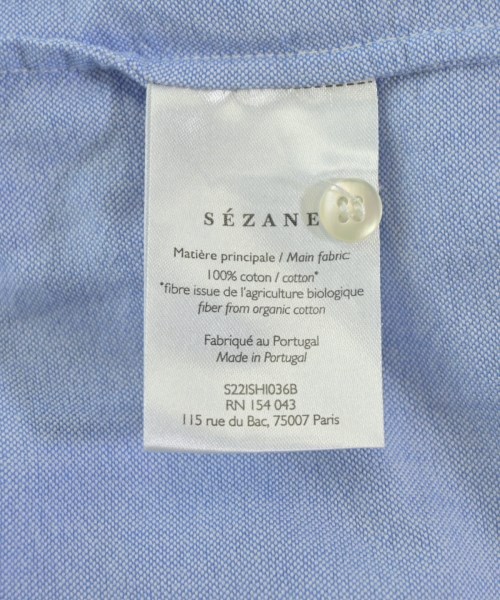 SÉZANE
Matière principale / Main fabric:
100% coton / cotton*
*fibre issue de l'agriculture biologique
fiber from organic cotton
Fabriqué au Portugal
Made in Portugal
S221SHI036B
RN 154 043
115 rue du Bac, 75007 Paris